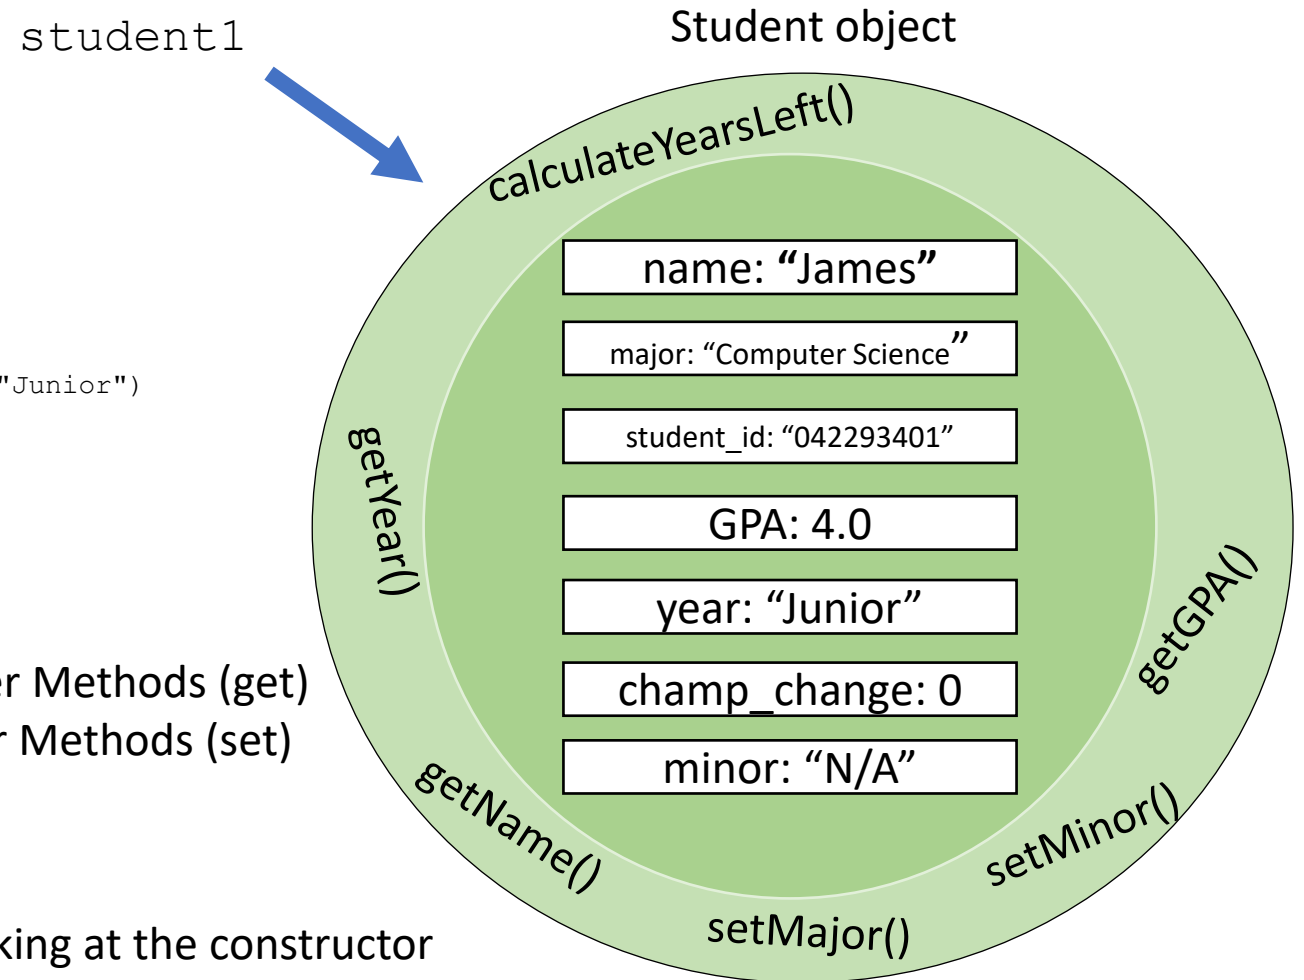 student1
Student object
calculateYearsLeft()
name: “James”
major: “Computer Science”
"Junior")
student_id: “042293401”
getYear()
GPA: 4.0
getGPA()
year: “Junior”
er Methods (get)
champ_change: 0
r Methods (set)
minor: “N/A”
getName()
setMinor()
setMajor()
king at the constructor